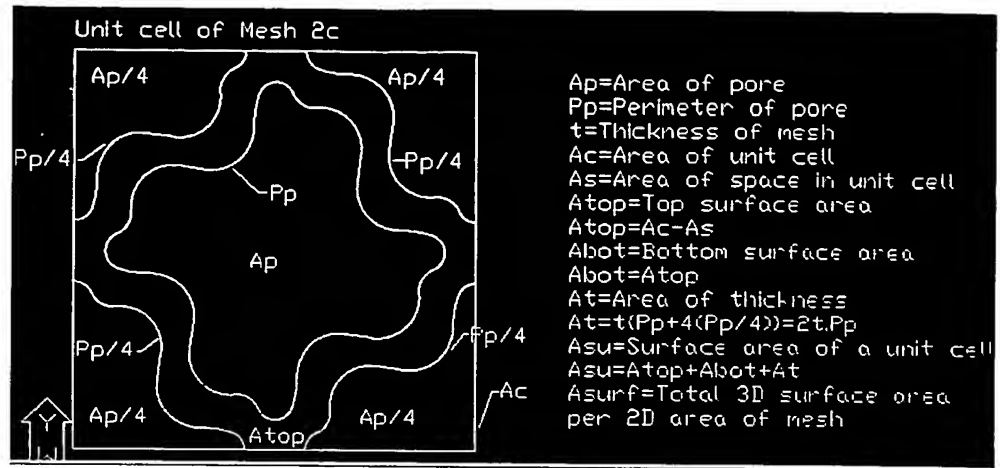 Unit cell of Mesh 2c
Ap/4
Ap/4
Pp/4
Pp/4
Pp
Ap
Pp/4
Pp/4
Ap/4
Ap/4
Ac
Atop
Y
Ap=Area of pore
Pp=Perimeter of pore
t=Thickness of mesh
Ac=Area of unit cell
As=Area of space in unit cell
Atop=Top surface area
Atop=Ac-As
Abot=Bottom surface area
Abot=Atop
At=Area of thickness
At=t(Pp+4(Pp/4))=2t.Pp
Asu=Surface area of a unit cell
Asu=Atop+Abot+At
Asurf=Total 3D surface area
per 2D area of mesh